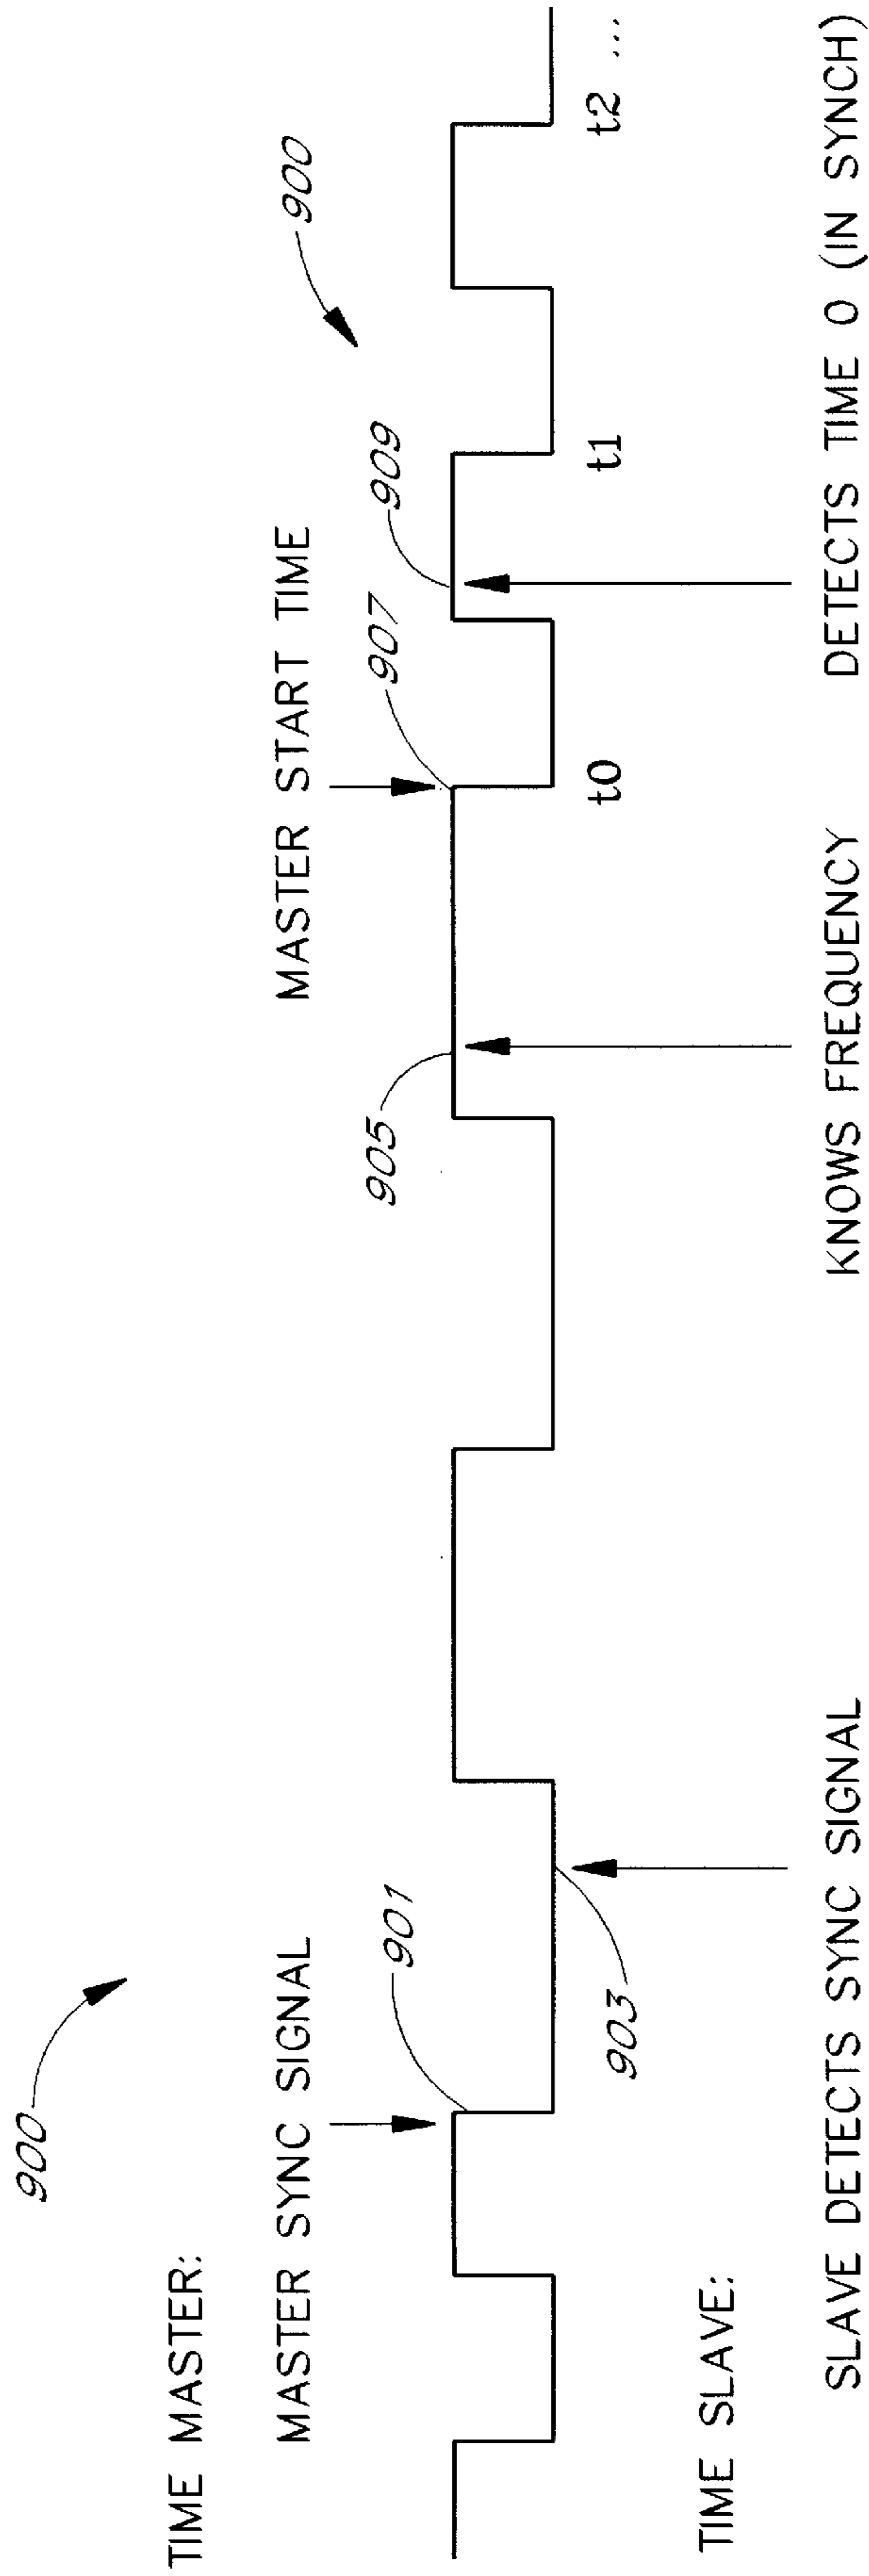 900
TIME MASTER:
MASTER SYNC SIGNAL
MASTER START TIME
901
905
907
909
900
903
t0
t1
t2 ...
TIME SLAVE:
SLAVE DETECTS SYNC SIGNAL
KNOWS FREQUENCY
DETECTS TIME 0 (IN SYNCH)